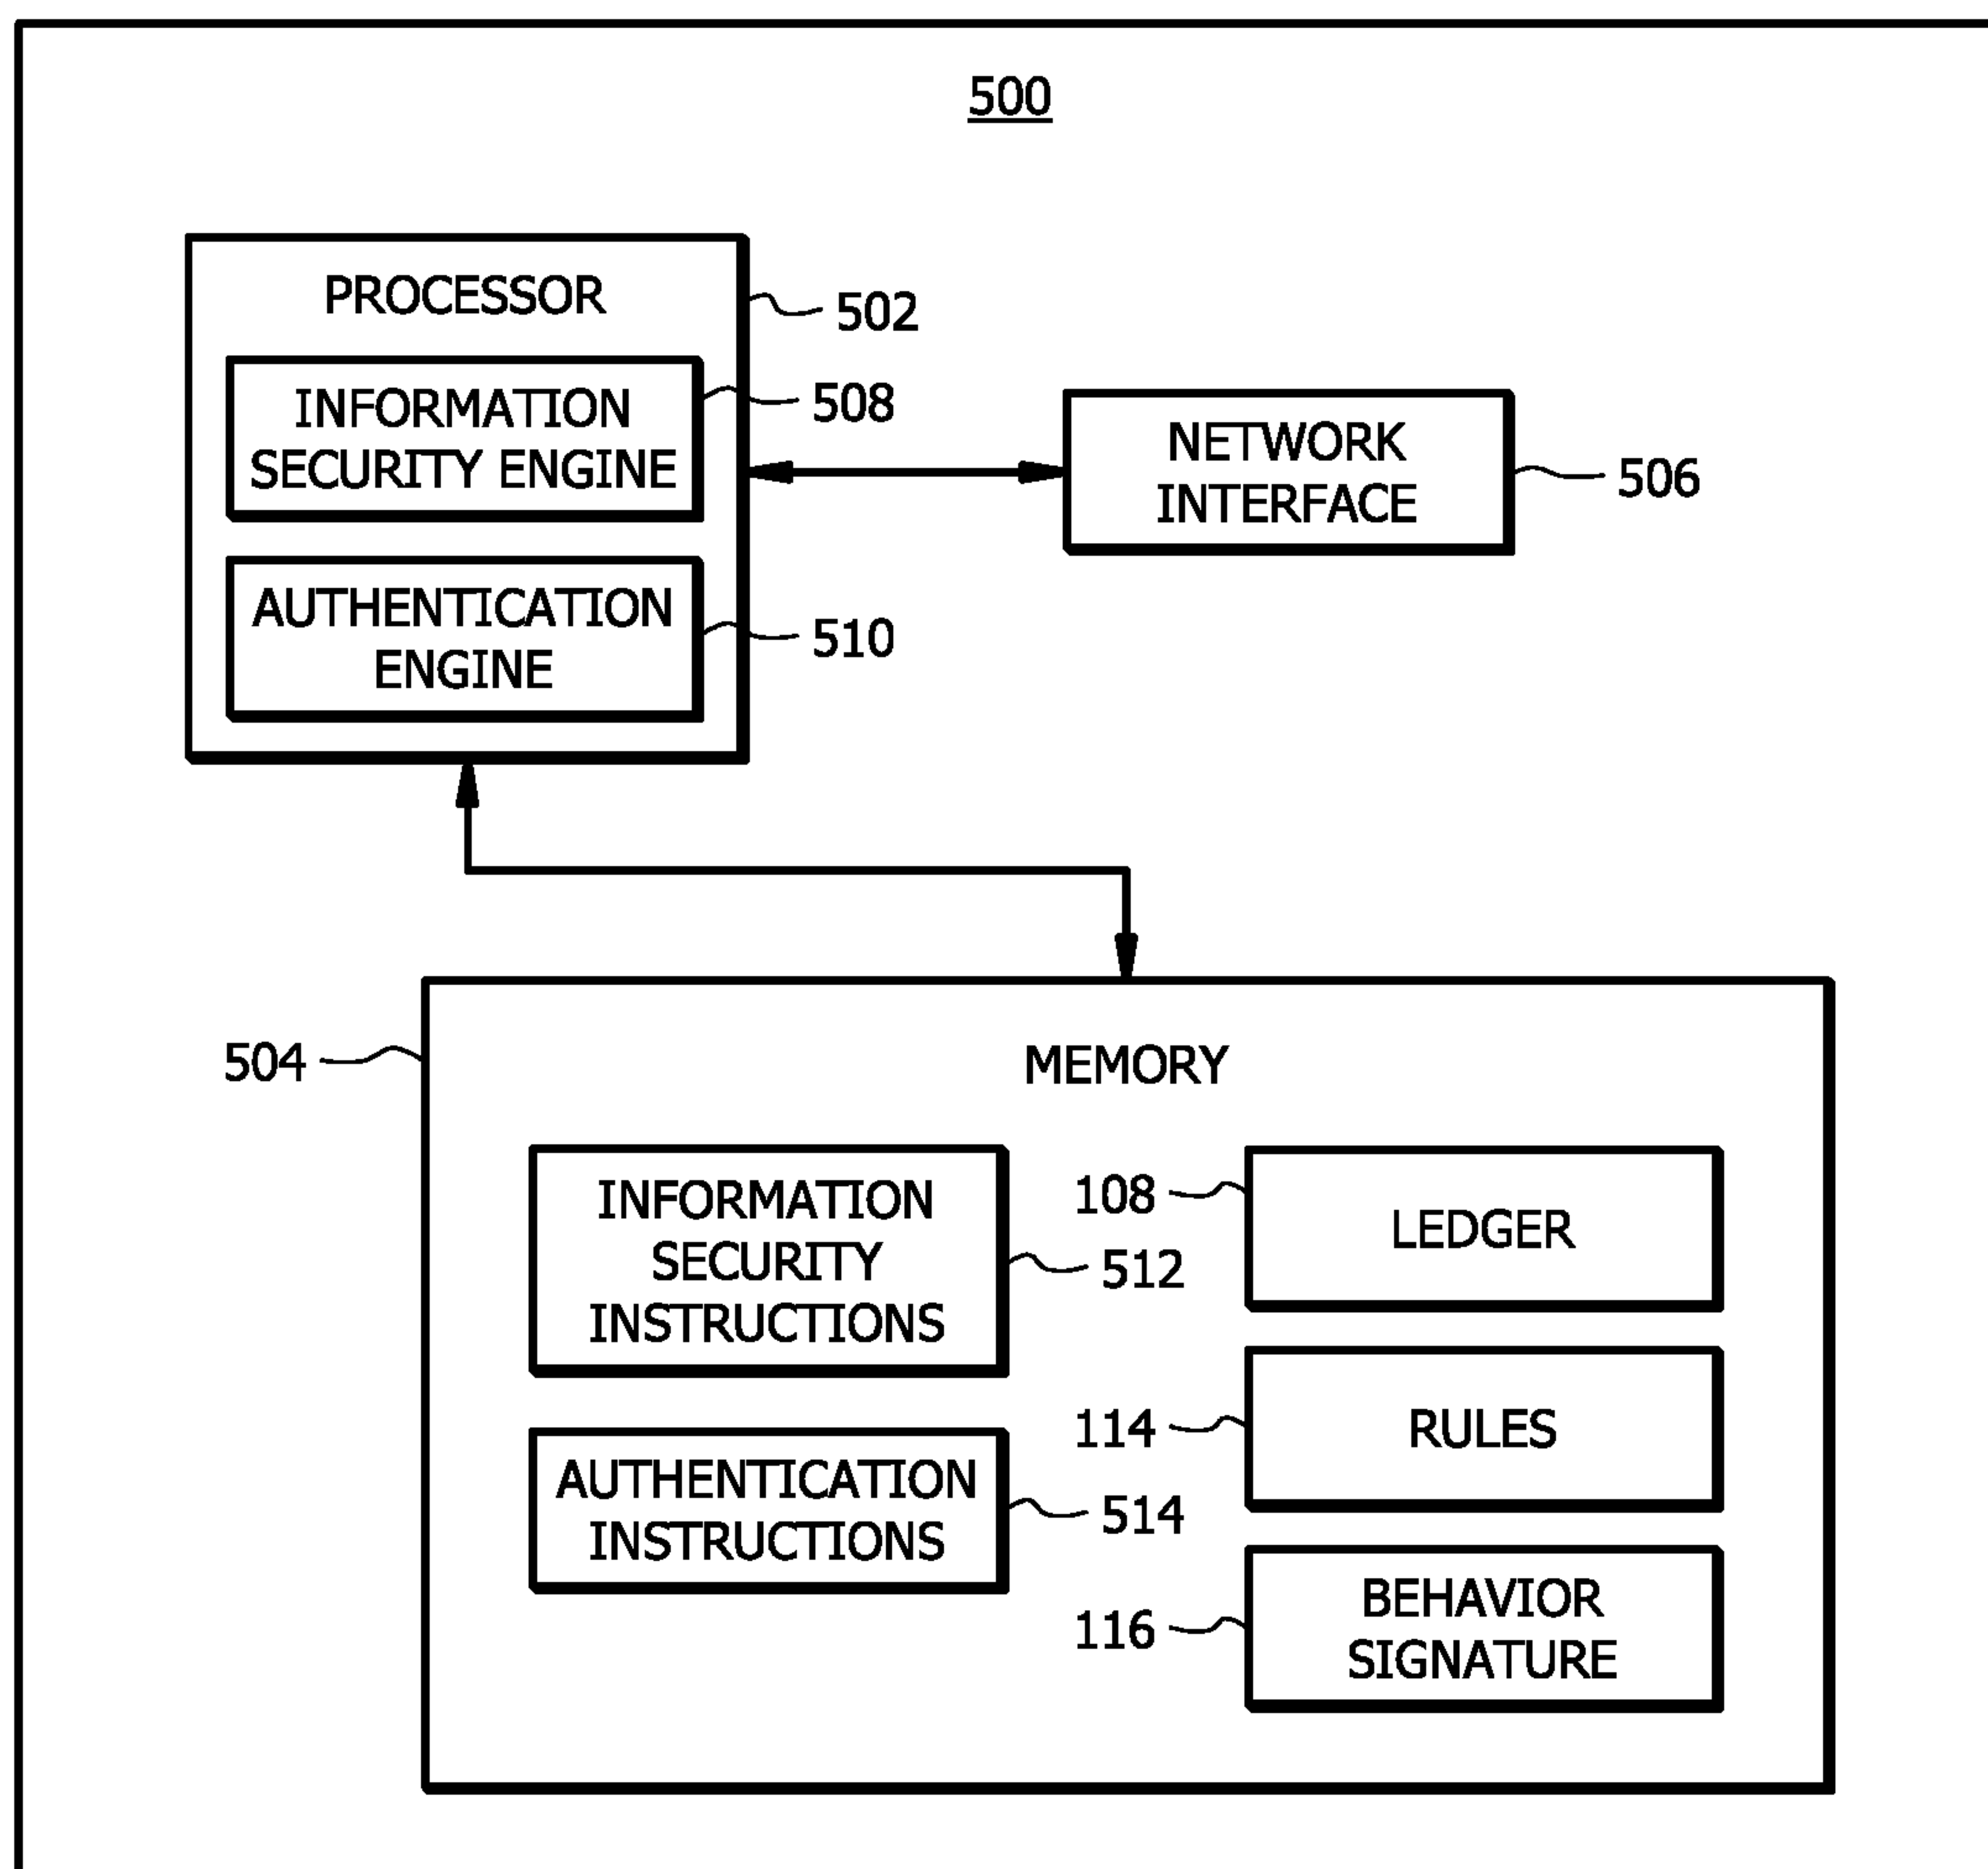 500
PROCESSOR
502
INFORMATION
SECURITY ENGINE
508
AUTHENTICATION
ENGINE
510
NETWORK
INTERFACE
506
504
MEMORY
INFORMATION
SECURITY
INSTRUCTIONS
512
AUTHENTICATION
INSTRUCTIONS
514
108
LEDGER
114
RULES
116
BEHAVIOR
SIGNATURE